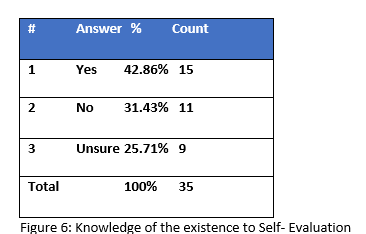 # Answer % Count
1 Yes 42.86% 15
2 No 31.43% 11
3 Unsure 25.71% 9
Total 100% 35
Figure 6: Knowledge of the existence to Self- Evaluation